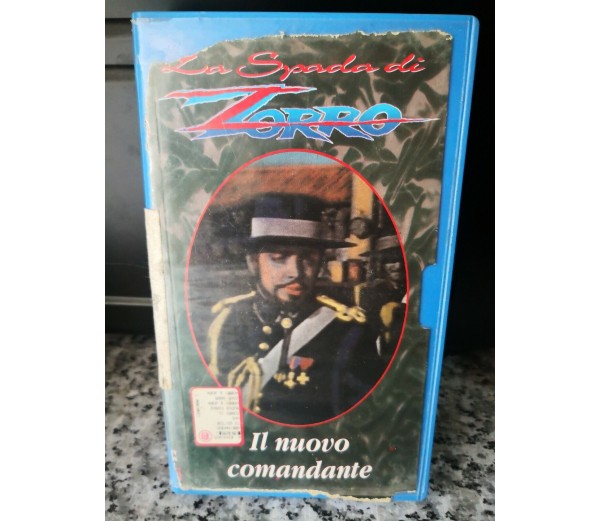 La Spada di
ZORRO
Il nuovo
comandante